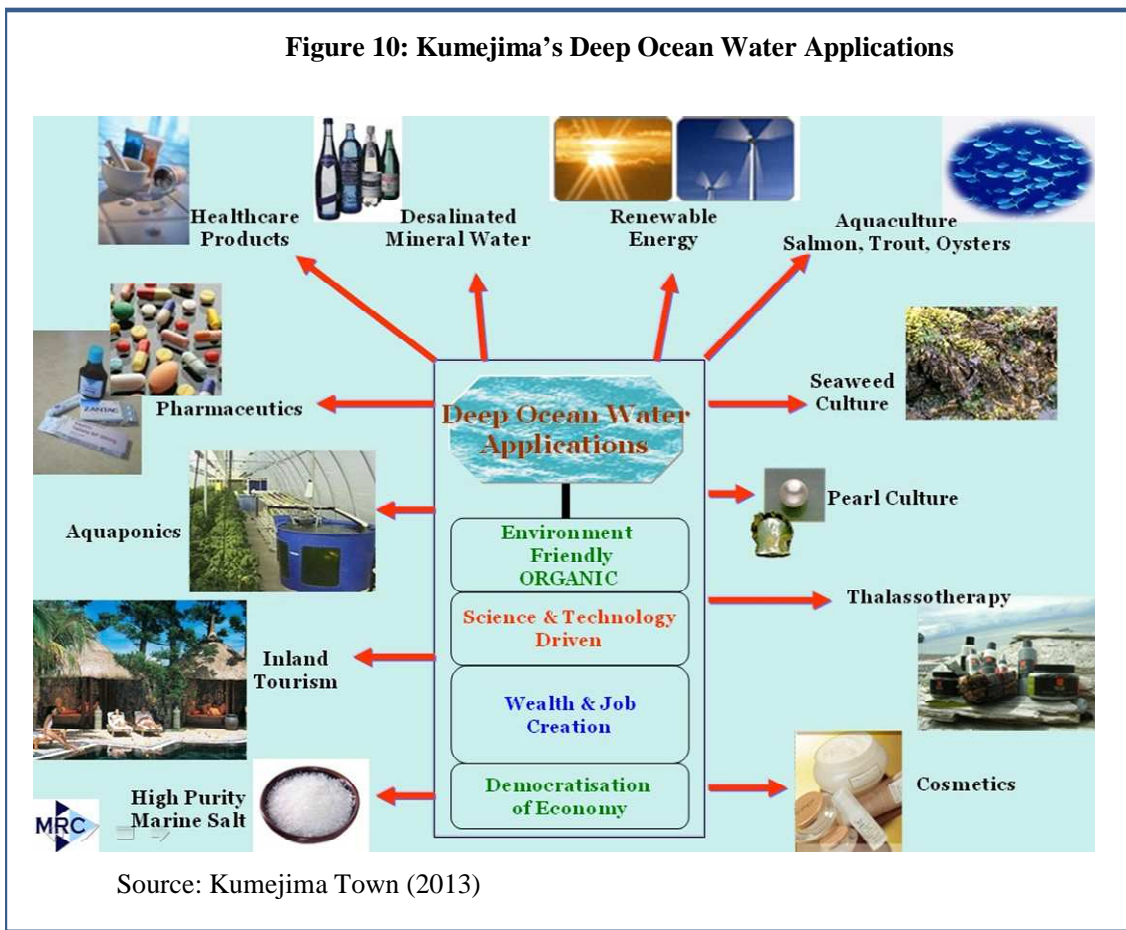 Figure 10: Kumejima's Deep Ocean Water Applications
Healthcare
Products
Desalinated
Mineral Water
Renewable
Energy
Aquaculture
Salmon, Trout, Oysters
Pharmaceutics
ZANTAC
Deep Ocean Water
Applications
Seaweed
Culture
Aquaponics
Pearl Culture
Environment
Friendly
ORGANIC
Science & Technology
Driven
Thalassotherapy
Inland
Tourism
Wealth & Job
Creation
High Purity
Marine Salt
Democratisation
of Economy
Cosmetics
MRC
Source: Kumejima Town (2013)